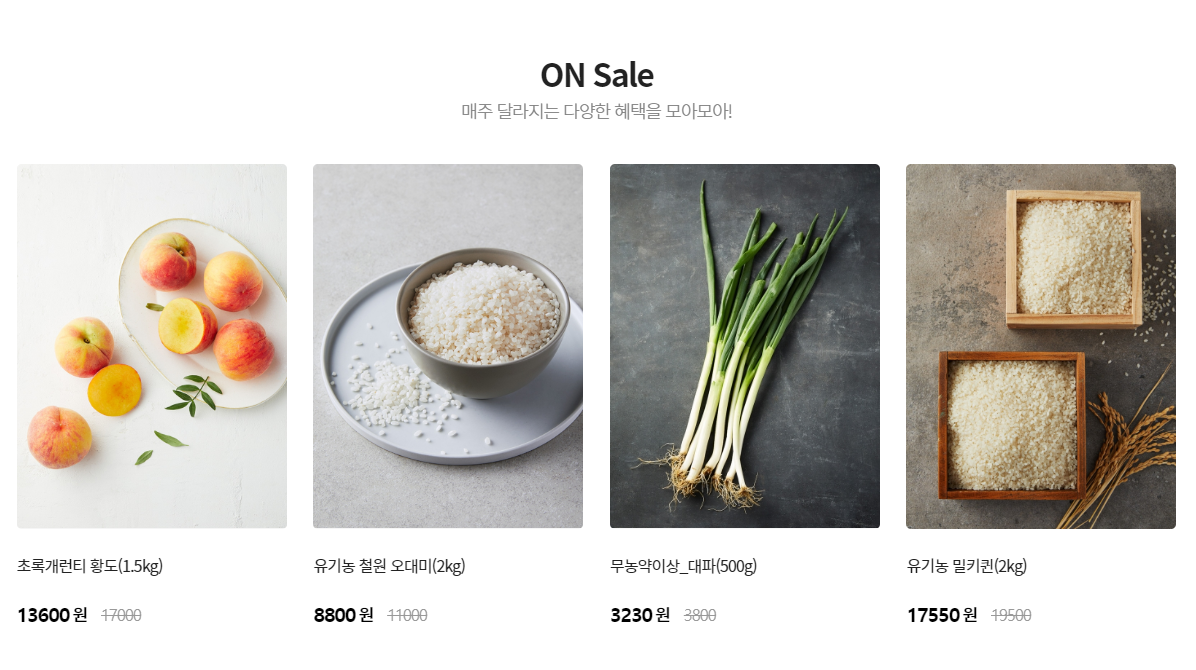 ON Sale
매주 달라지는 다양한 혜택을 모아모아!
초록개런티 황도(1.5kg)
13600 원 17000
유기농 철원 오대미(2kg)
8800 원 11000
무농약이상_대파(500g)
3230 원 3800
유기농 밀키퀸(2kg)
17550 원 19500